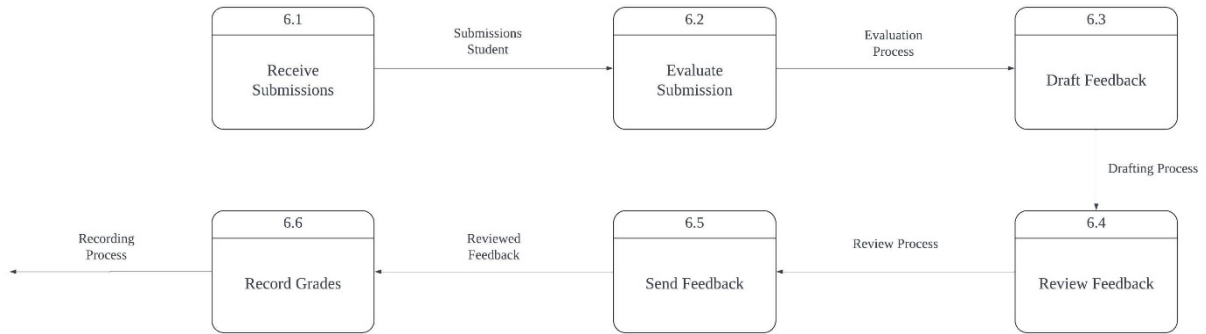 6.1
Receive
Submissions
Submissions
Student
6.2
Evaluate
Submission
Evaluation
Process
6.3
Draft Feedback
Drafting Process
6.4
Review Feedback
Review Process
6.5
Send Feedback
Reviewed
Feedback
6.6
Record Grades
Recording
Process